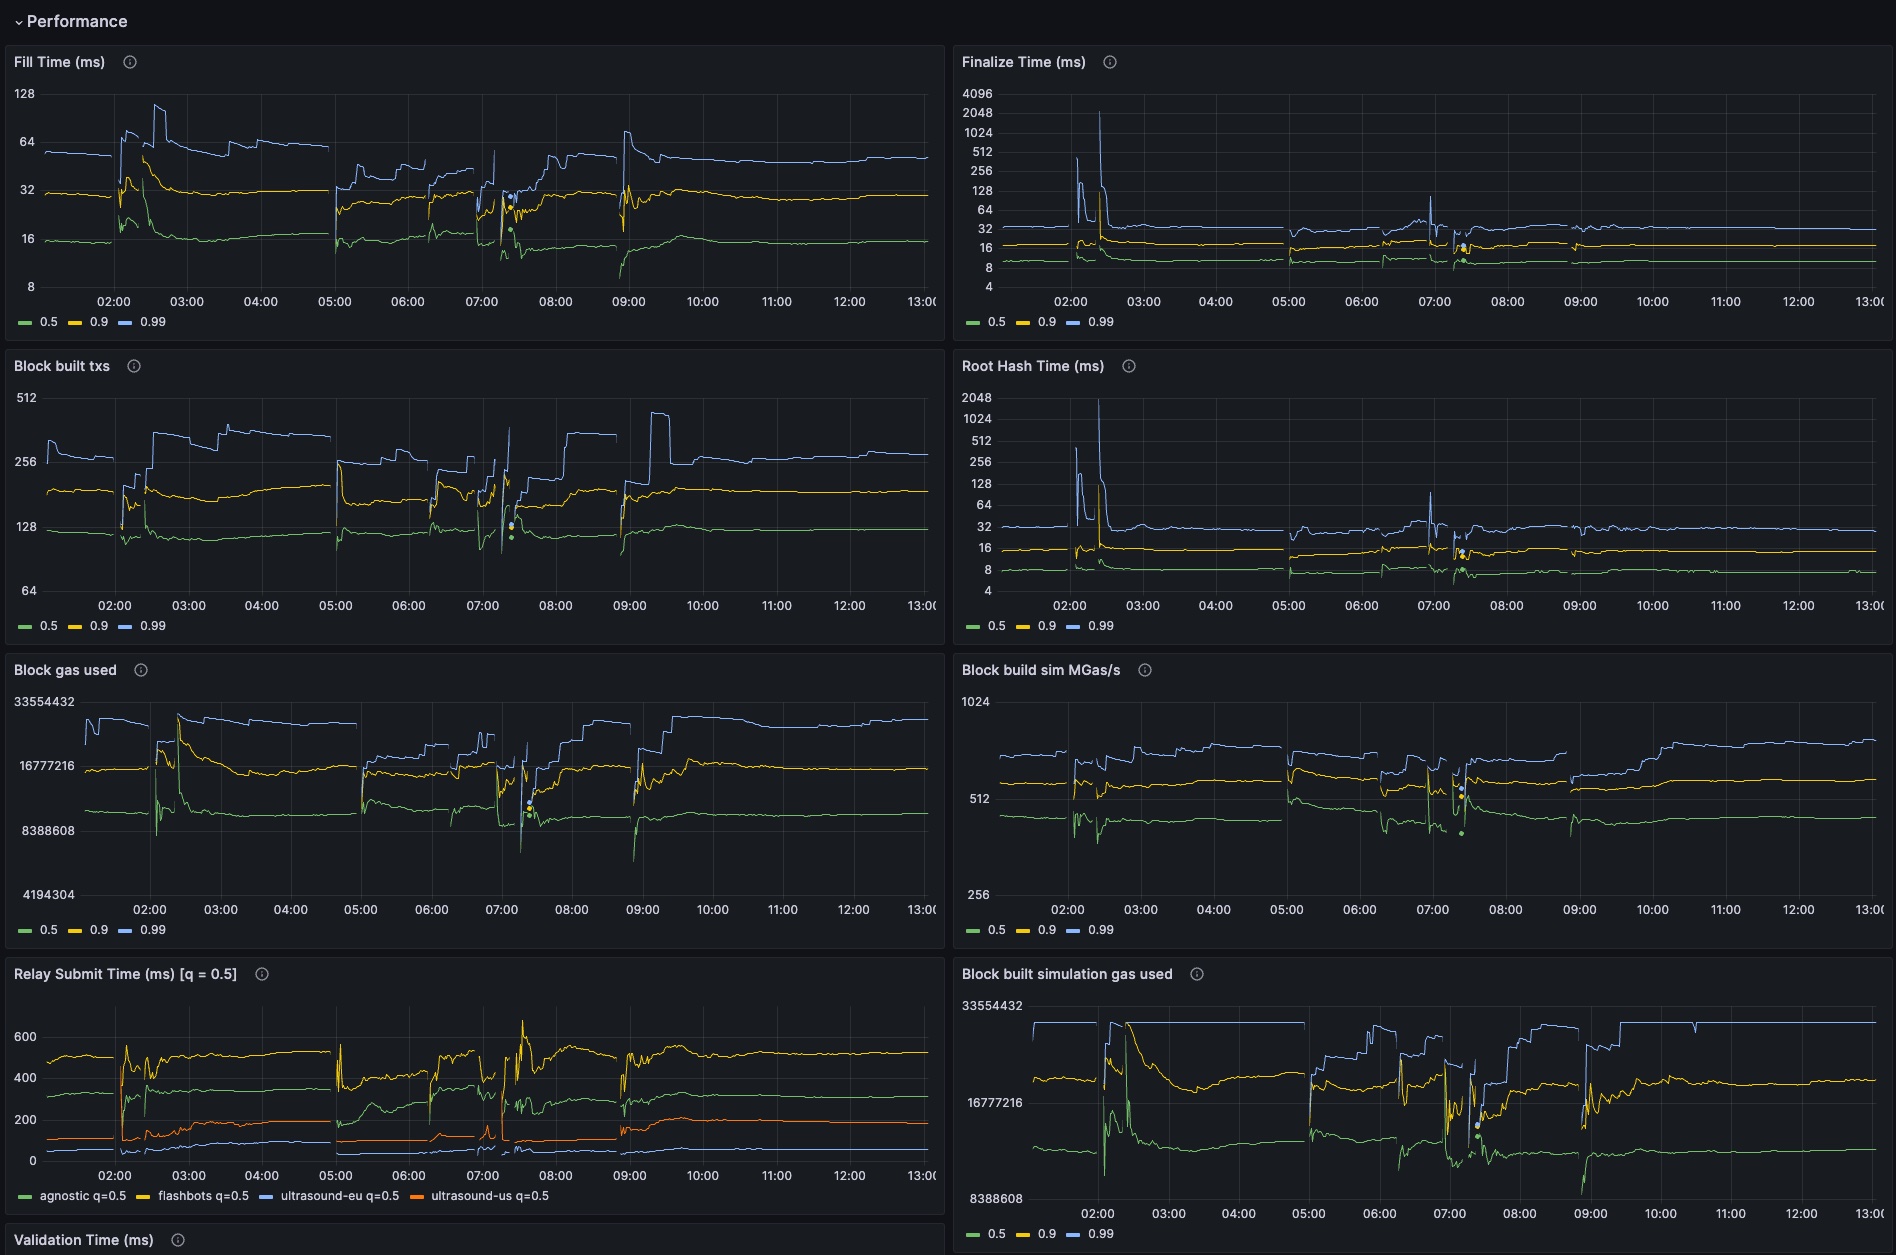 Performance
Fill Time (ms)
128
64
32
16
8
02:00 03:00 04:00 05:00 06:00 07:00 08:00 09:00 10:00 11:00 12:00 13:00
0.5 0.9 0.99
Finalize Time (ms)
4096
2048
1024
512
256
128
64
32
16
8
4
02:00 03:00 04:00 05:00 06:00 07:00 08:00 09:00 10:00 11:00 12:00 13:00
0.5 0.9 0.99
Block built txs
512
256
128
64
02:00 03:00 04:00 05:00 06:00 07:00 08:00 09:00 10:00 11:00 12:00 13:00
0.5 0.9 0.99
Root Hash Time (ms)
2048
1024
512
256
128
64
32
16
8
4
02:00 03:00 04:00 05:00 06:00 07:00 08:00 09:00 10:00 11:00 12:00 13:00
0.5 0.9 0.99
Block gas used
33554432
16777216
8388608
4194304
02:00 03:00 04:00 05:00 06:00 07:00 08:00 09:00 10:00 11:00 12:00 13:00
0.5 0.9 0.99
Block build sim MGas/s
1024
512
256
02:00 03:00 04:00 05:00 06:00 07:00 08:00 09:00 10:00 11:00 12:00 13:00
0.5 0.9 0.99
Relay Submit Time (ms) [q = 0.5]
600
400
200
0
02:00 03:00 04:00 05:00 06:00 07:00 08:00 09:00 10:00 11:00 12:00 13:00
agnostic q=0.5 flashbots q=0.5 ultrasound-eu q=0.5 ultrasound-us q=0.5
Block built simulation gas used
33554432
16777216
8388608
02:00 03:00 04:00 05:00 06:00 07:00 08:00 09:00 10:00 11:00 12:00 13:00
0.5 0.9 0.99
Validation Time (ms)